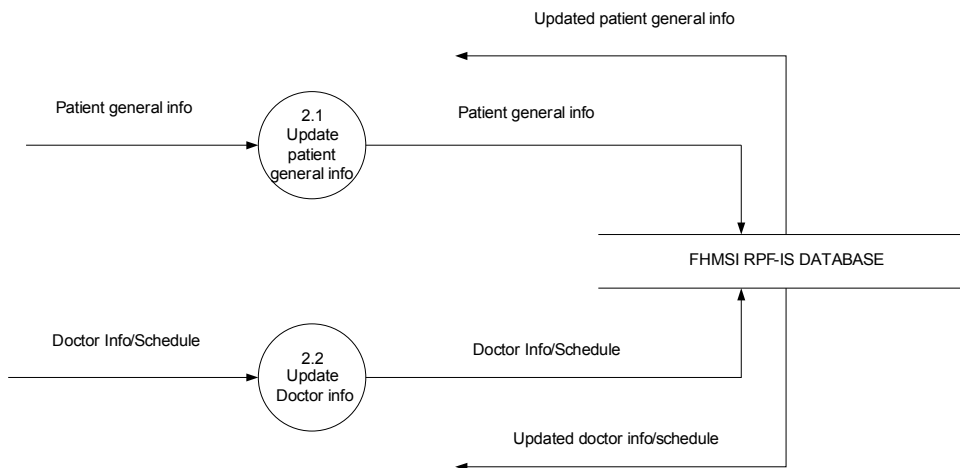 Updated patient general info
Patient general info
2.1
Update
patient
general info
Patient general info
FHMSI RPF-IS DATABASE
Doctor Info/Schedule
2.2
Update
Doctor info
Doctor Info/Schedule
Updated doctor info/schedule